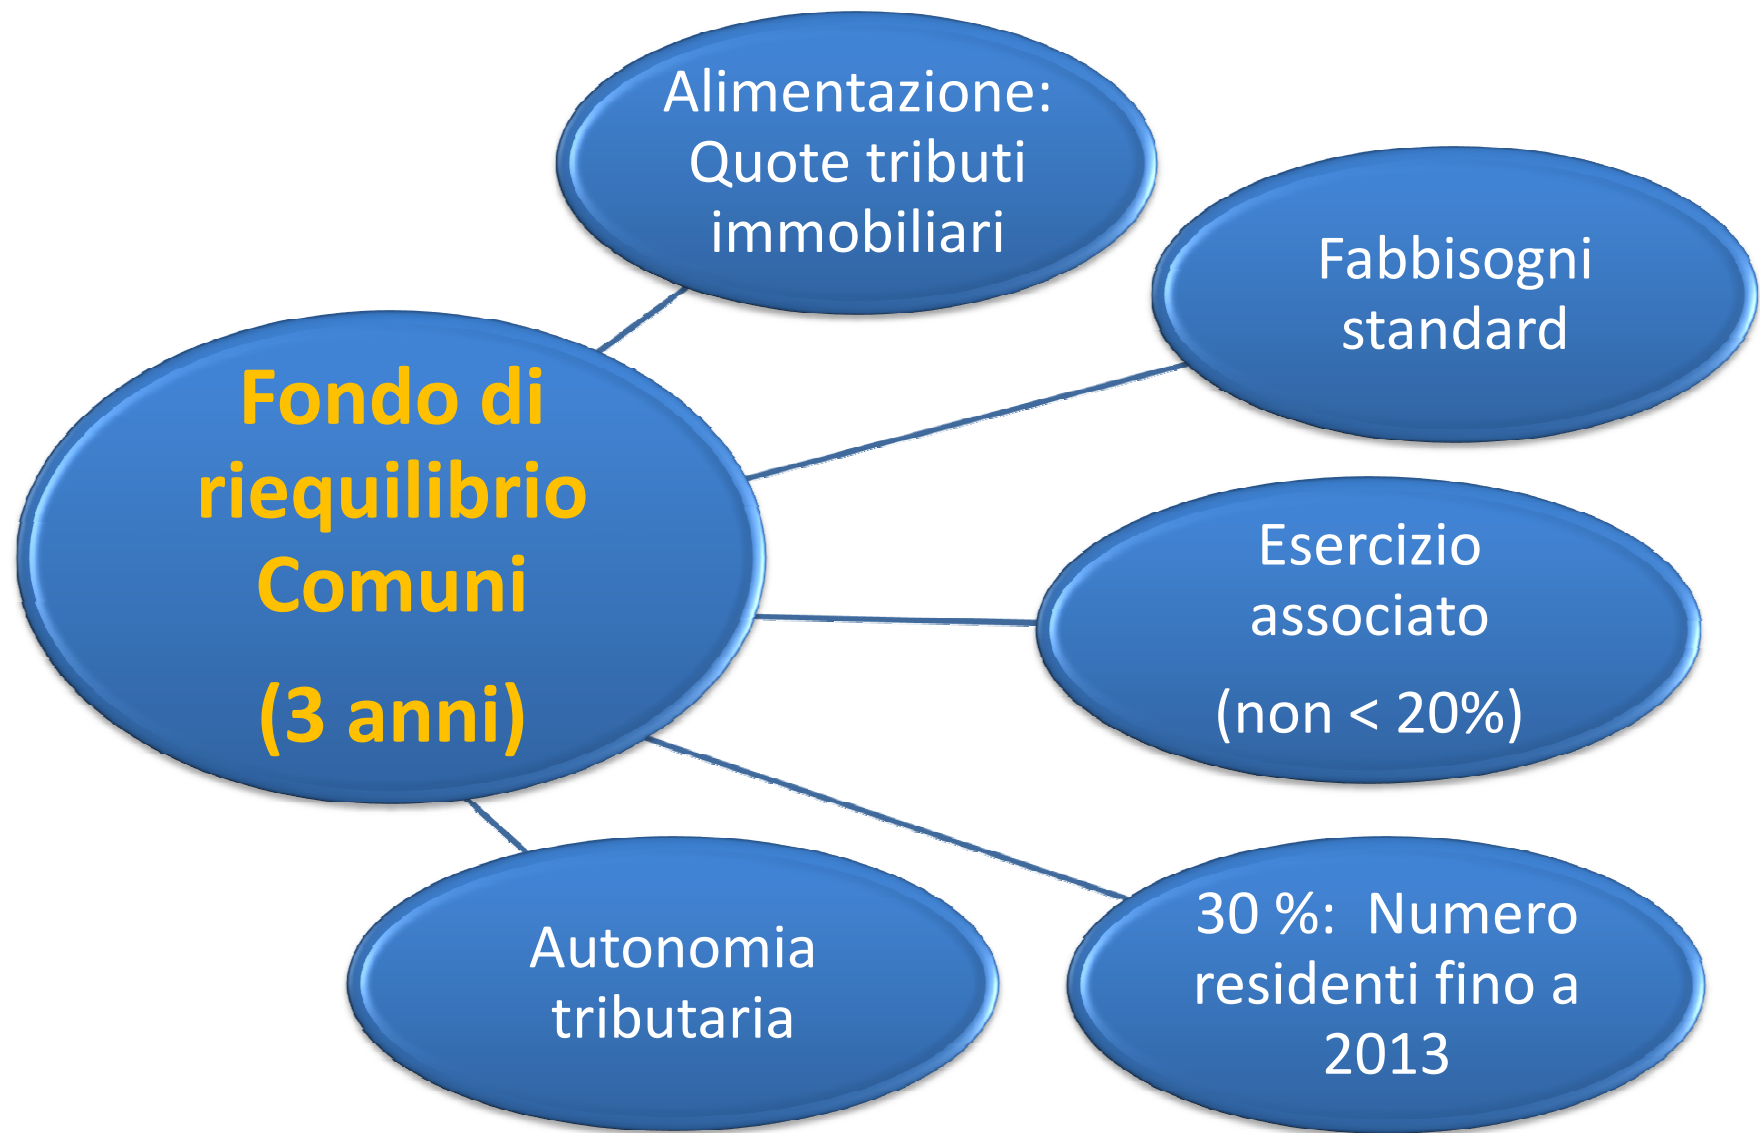 Alimentazione:
Quote tributi
immobiliari
Fabbisogni
standard
Fondo di
riequilibrio
Comuni
(3 anni)
Esercizio
associato
(non < 20%)
30 %:  Numero
residenti fino a
2013
Autonomia
tributaria